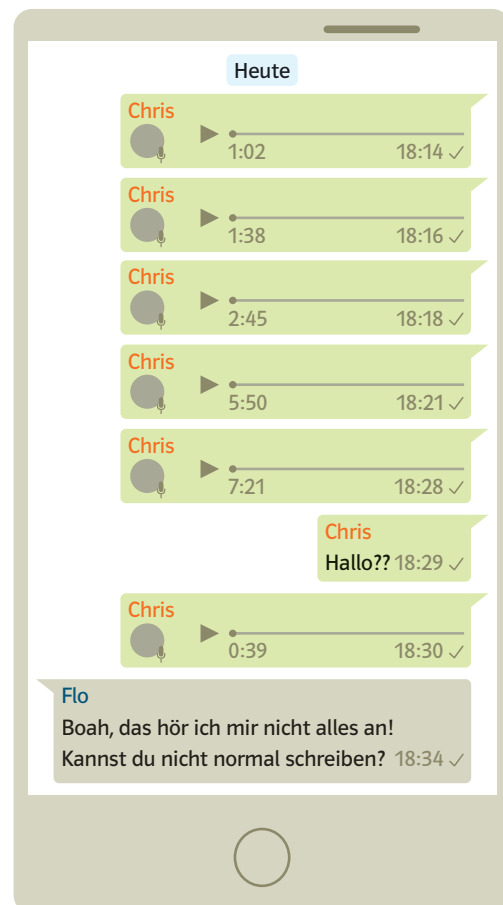 Heute
Chris
1:02 18:14
Chris
1:38 18:16
Chris
2:45 18:18
Chris
5:50 18:21
Chris
7:21 18:28
Chris
Hallo?? 18:29
Chris
0:39 18:30
Flo
Boah, das hör ich mir nicht alles an!
Kannst du nicht normal schreiben? 18:34